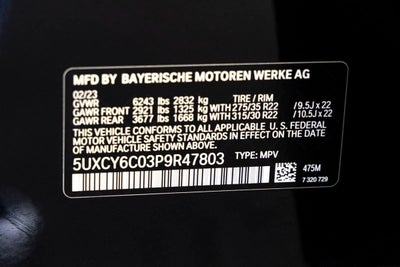 MFD BY BAYERISCHE MOTOREN WERKE AG
02/23 TIRE / RIM
GVWR 6243 lbs 2832 kg
GAWR FRONT 2921 lbs 1325 kg WITH 275/35 R22 / 9.5J x 22
GAWR REAR 3677 lbs 1668 kg WITH 315/30 R22 / 10.5J x 22
THIS VEHICLE CONFORMS TO ALL APPLICABLE U.S. FEDERAL
MOTOR VEHICLE SAFETY STANDARDS IN EFFECT ON THE DATE OF
MANUFACTURE SHOWN ABOVE.
5UXCY6C03P9R47803 TYPE: MPV
475M
7 320 729